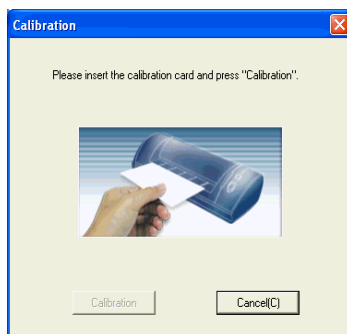 Calibration
Please insert the calibration card and press "Calibration".
Calibration
Cancel(C)